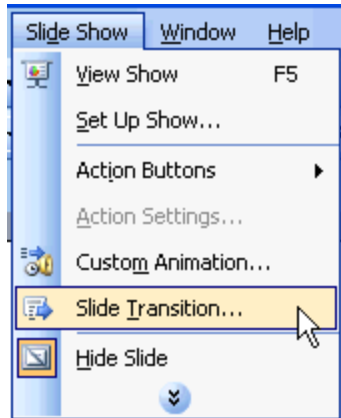 Slide Show Window Help
View Show F5
Set Up Show...
Action Buttons
Action Settings...
Custom Animation...
Slide Transition...
Hide Slide